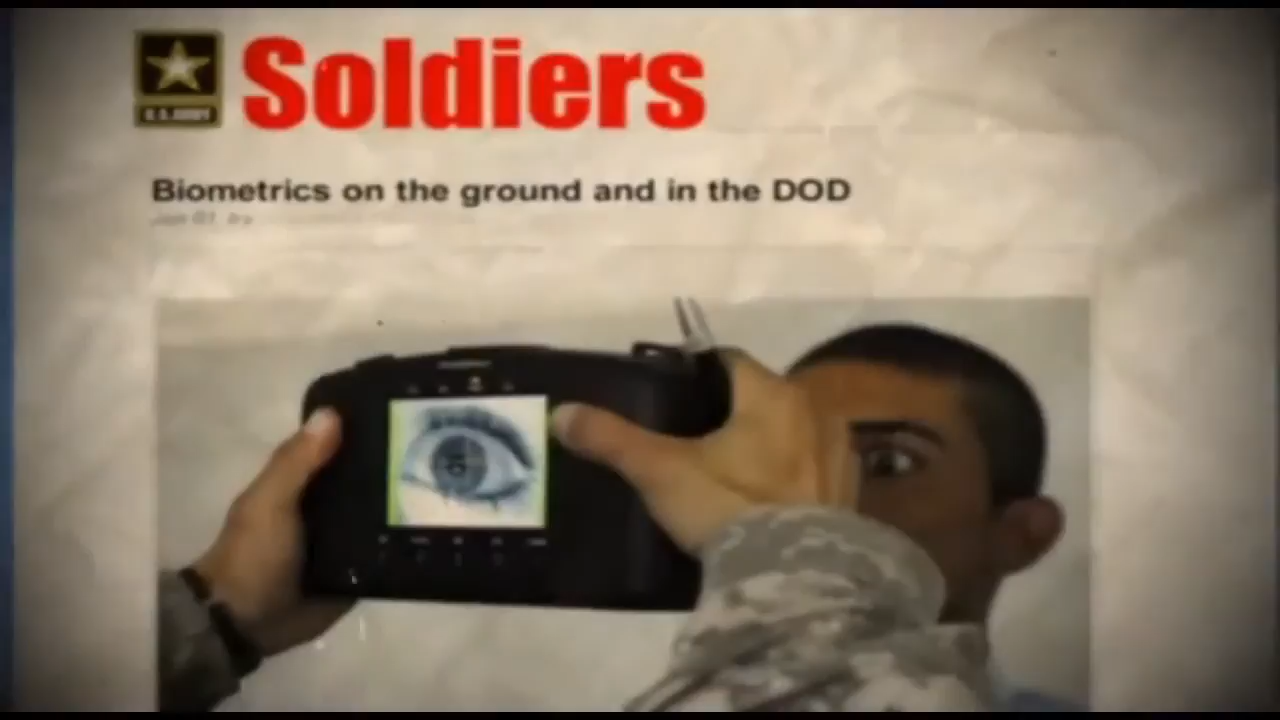 U.S. ARMY
Soldiers
Biometrics on the ground and in the DOD